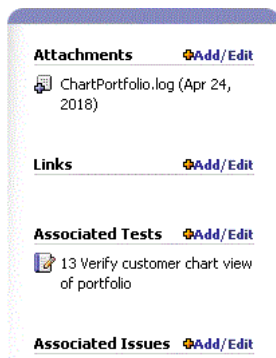 Attachments Add/Edit
ChartPortfolio.log (Apr 24,
2018)
Links Add/Edit
Associated Tests Add/Edit
13 Verify customer chart view
of portfolio
Associated Issues Add/Edit